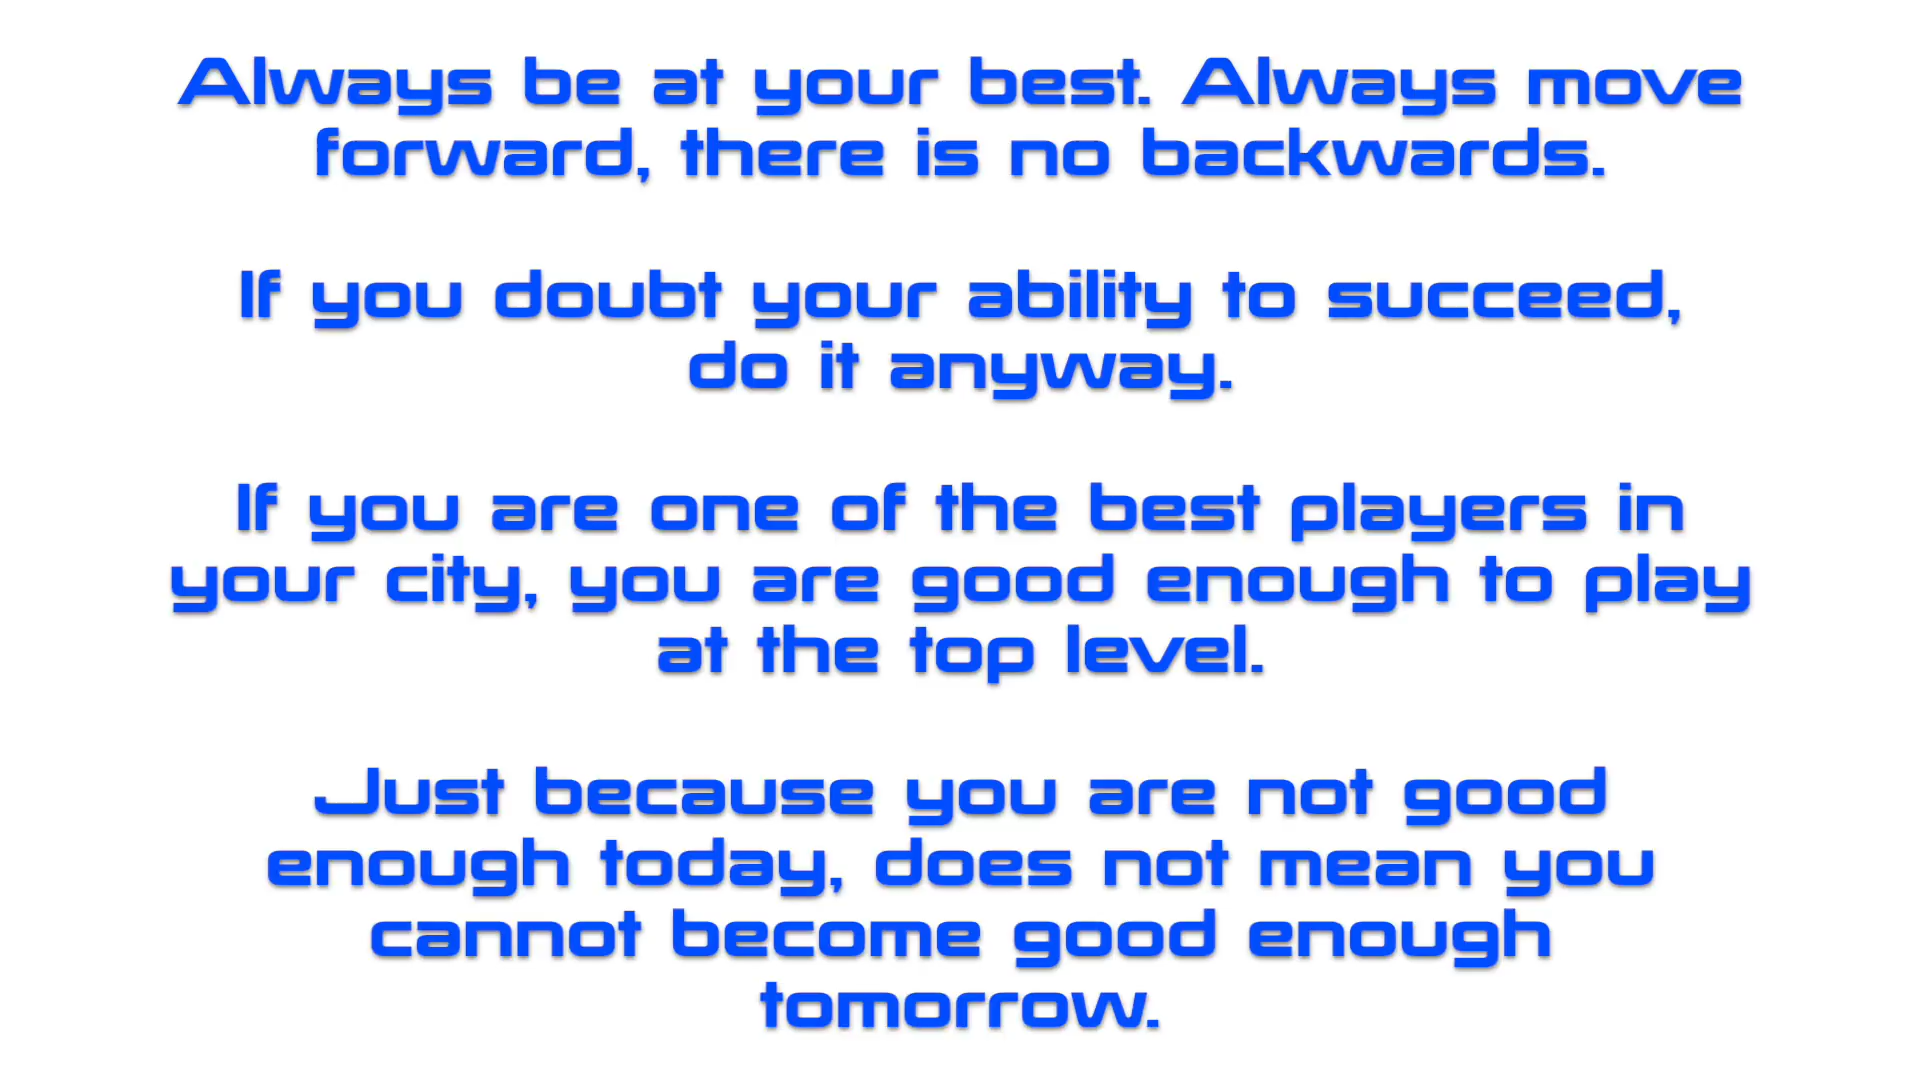 Always be at your best. Always move
forward, there is no backwards.
If you doubt your ability to succeed,
do it anyway.
If you are one of the best players in
your city, you are good enough to play
at the top level.
Just because you are not good
enough today, does not mean you
cannot become good enough
tomorrow.